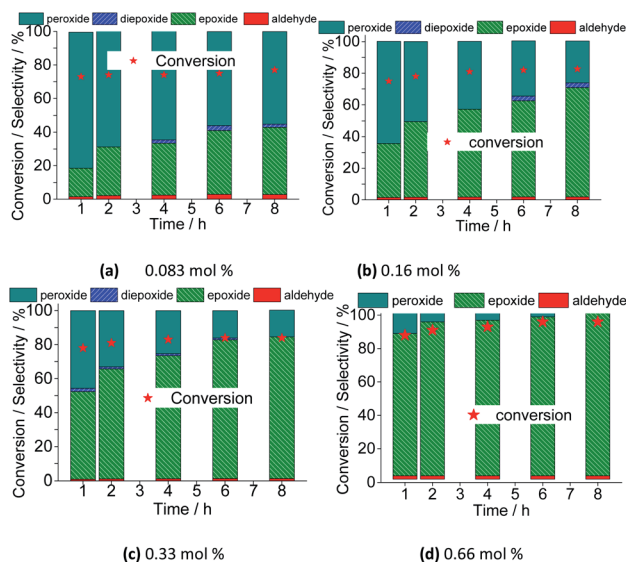 peroxide diepoxide epoxide aldehyde
Conversion / Selectivity / %
100
80
60
40
20
0
Conversion
1 2 3 4 5 6 7 8
Time / h
(a) 0.083 mol %
peroxide diepoxide epoxide aldehyde
Conversion / Selectivity / %
100
80
60
40
20
0
conversion
1 2 3 4 5 6 7 8
Time / h
(b) 0.16 mol %
peroxide diepoxide epoxide aldehyde
Conversion / Selectivity / %
100
80
60
40
20
0
Conversion
1 2 3 4 5 6 7 8
Time / h
(c) 0.33 mol %
peroxide epoxide aldehyde
Conversion / Selectivity / %
100
80
60
40
20
0
conversion
1 2 3 4 5 6 7 8
Time / h
(d) 0.66 mol %